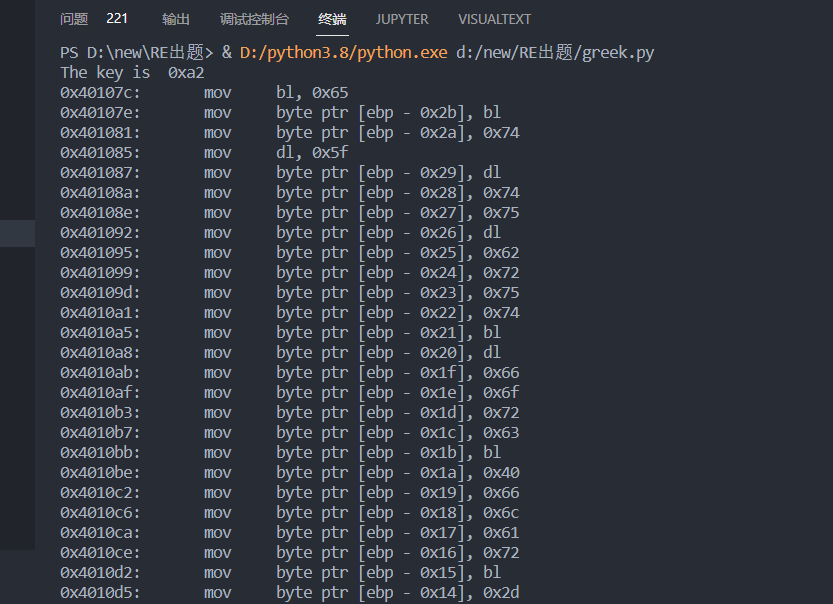 问题 221 输出 调试控制台 终端 JUPYTER VISUALTEXT
PS D:\new\RE出题> & D:/python3.8/python.exe d:/new/RE出题/greek.py
The key is  0xa2
0x40107c: mov bl, 0x65
0x40107e: mov byte ptr [ebp - 0x2b], bl
0x401081: mov byte ptr [ebp - 0x2a], 0x74
0x401085: mov dl, 0x5f
0x401087: mov byte ptr [ebp - 0x29], dl
0x40108a: mov byte ptr [ebp - 0x28], 0x74
0x40108e: mov byte ptr [ebp - 0x27], 0x75
0x401092: mov byte ptr [ebp - 0x26], dl
0x401095: mov byte ptr [ebp - 0x25], 0x62
0x401099: mov byte ptr [ebp - 0x24], 0x72
0x40109d: mov byte ptr [ebp - 0x23], 0x75
0x4010a1: mov byte ptr [ebp - 0x22], 0x74
0x4010a5: mov byte ptr [ebp - 0x21], bl
0x4010a8: mov byte ptr [ebp - 0x20], dl
0x4010ab: mov byte ptr [ebp - 0x1f], 0x66
0x4010af: mov byte ptr [ebp - 0x1e], 0x6f
0x4010b3: mov byte ptr [ebp - 0x1d], 0x72
0x4010b7: mov byte ptr [ebp - 0x1c], 0x63
0x4010bb: mov byte ptr [ebp - 0x1b], bl
0x4010be: mov byte ptr [ebp - 0x1a], 0x40
0x4010c2: mov byte ptr [ebp - 0x19], 0x66
0x4010c6: mov byte ptr [ebp - 0x18], 0x6c
0x4010ca: mov byte ptr [ebp - 0x17], 0x61
0x4010ce: mov byte ptr [ebp - 0x16], 0x72
0x4010d2: mov byte ptr [ebp - 0x15], bl
0x4010d5: mov byte ptr [ebp - 0x14], 0x2d